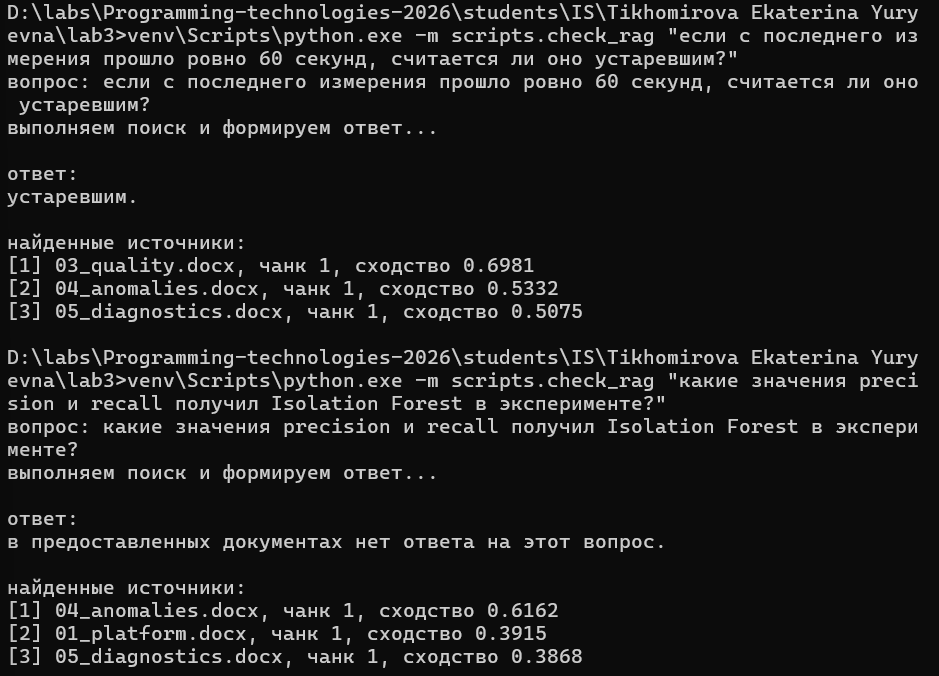 D:\labs\Programming-technologies-2026\students\IS\Tikhomirova Ekaterina Yury
evna\lab3>venv\Scripts\python.exe -m scripts.check_rag "если с последнего из
мерения прошло ровно 60 секунд, считается ли оно устаревшим?"
вопрос: если с последнего измерения прошло ровно 60 секунд, считается ли оно
 устаревшим?
выполняем поиск и формируем ответ...

ответ:
устаревшим.

найденные источники:
[1] 03_quality.docx, чанк 1, сходство 0.6981
[2] 04_anomalies.docx, чанк 1, сходство 0.5332
[3] 05_diagnostics.docx, чанк 1, сходство 0.5075

D:\labs\Programming-technologies-2026\students\IS\Tikhomirova Ekaterina Yury
evna\lab3>venv\Scripts\python.exe -m scripts.check_rag "какие значения preci
sion и recall получил Isolation Forest в эксперименте?"
вопрос: какие значения precision и recall получил Isolation Forest в экспери
менте?
выполняем поиск и формируем ответ...

ответ:
в предоставленных документах нет ответа на этот вопрос.

найденные источники:
[1] 04_anomalies.docx, чанк 1, сходство 0.6162
[2] 01_platform.docx, чанк 1, сходство 0.3915
[3] 05_diagnostics.docx, чанк 1, сходство 0.3868